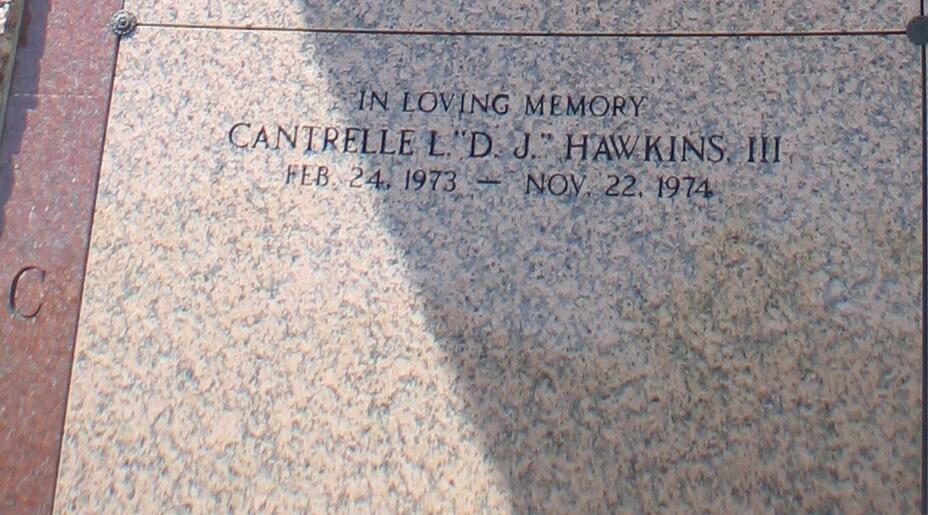 IN LOVING MEMORY
CANTRELLE L. "D. J." HAWKINS, III
FEB. 24, 1973 — NOV. 22, 1974
C